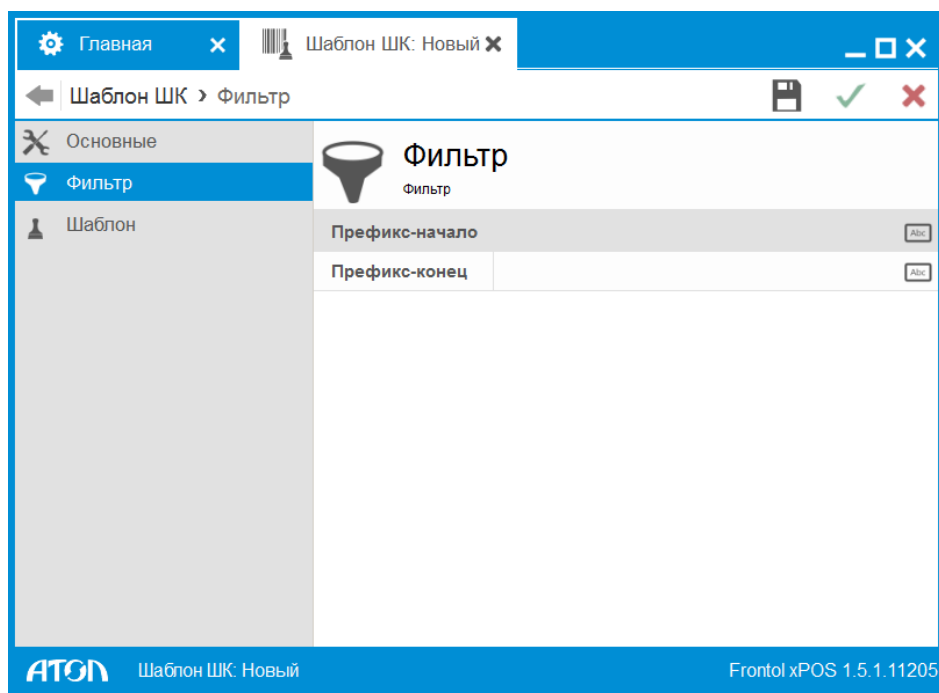 Главная
Шаблон ШК: Новый
Шаблон ШК › Фильтр
Основные
Фильтр
Шаблон
Фильтр
Фильтр
Префикс-начало
Abc
Префикс-конец
Abc
АТОЛ
Шаблон ШК: Новый
Frontol xPOS 1.5.1.11205